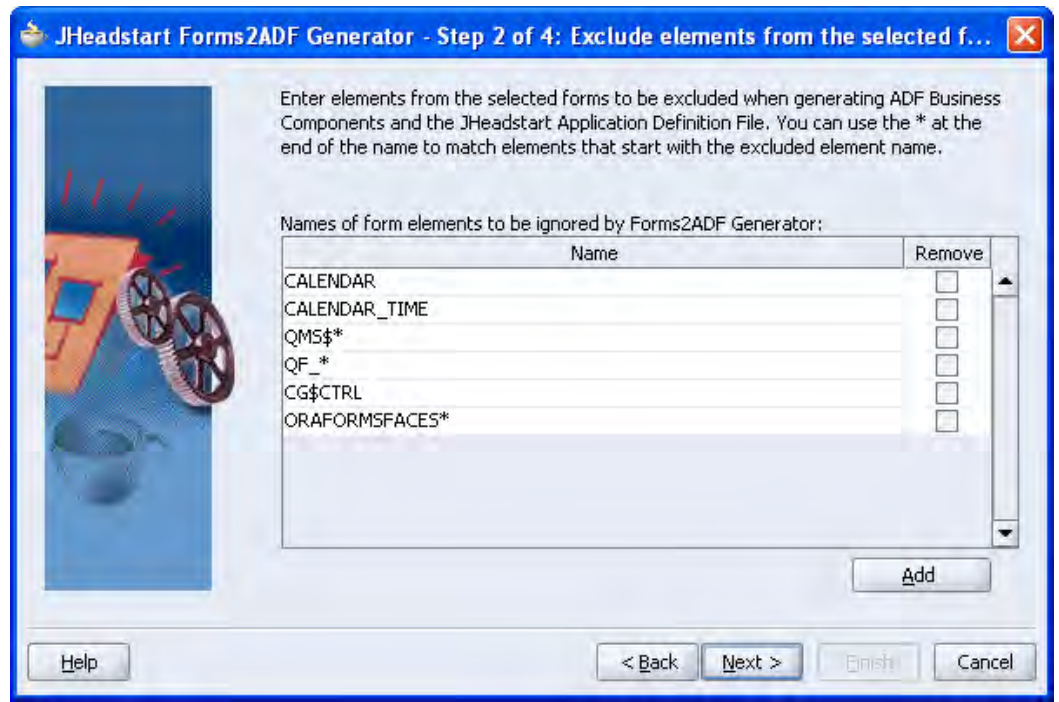 JHeadstart Forms2ADF Generator - Step 2 of 4: Exclude elements from the selected f...
Enter elements from the selected forms to be excluded when generating ADF Business
Components and the JHeadstart Application Definition File. You can use the * at the
end of the name to match elements that start with the excluded element name.
Names of form elements to be ignored by Forms2ADF Generator:
Name Remove
CALENDAR
CALENDAR_TIME
QMS$*
QF_*
CG$CTRL
ORAFORMSFACES*
Add
Help < Back Next > Finish Cancel